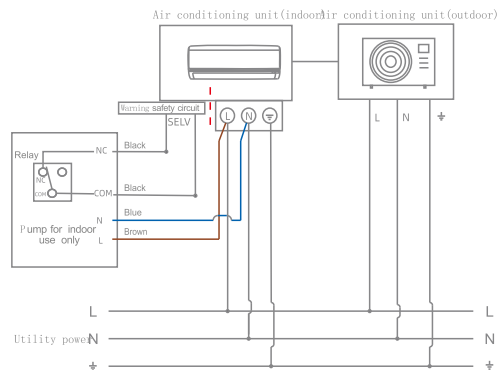 Air conditioning unit(indoor)
Air conditioning unit(outdoor)
Warning safety circuit
SELV
L
N
L
N
Relay
NC
Black
NC
COM
COM
Black
N
Blue
Pump for indoor
use only
L
Brown
L
L
Utility power
N
N